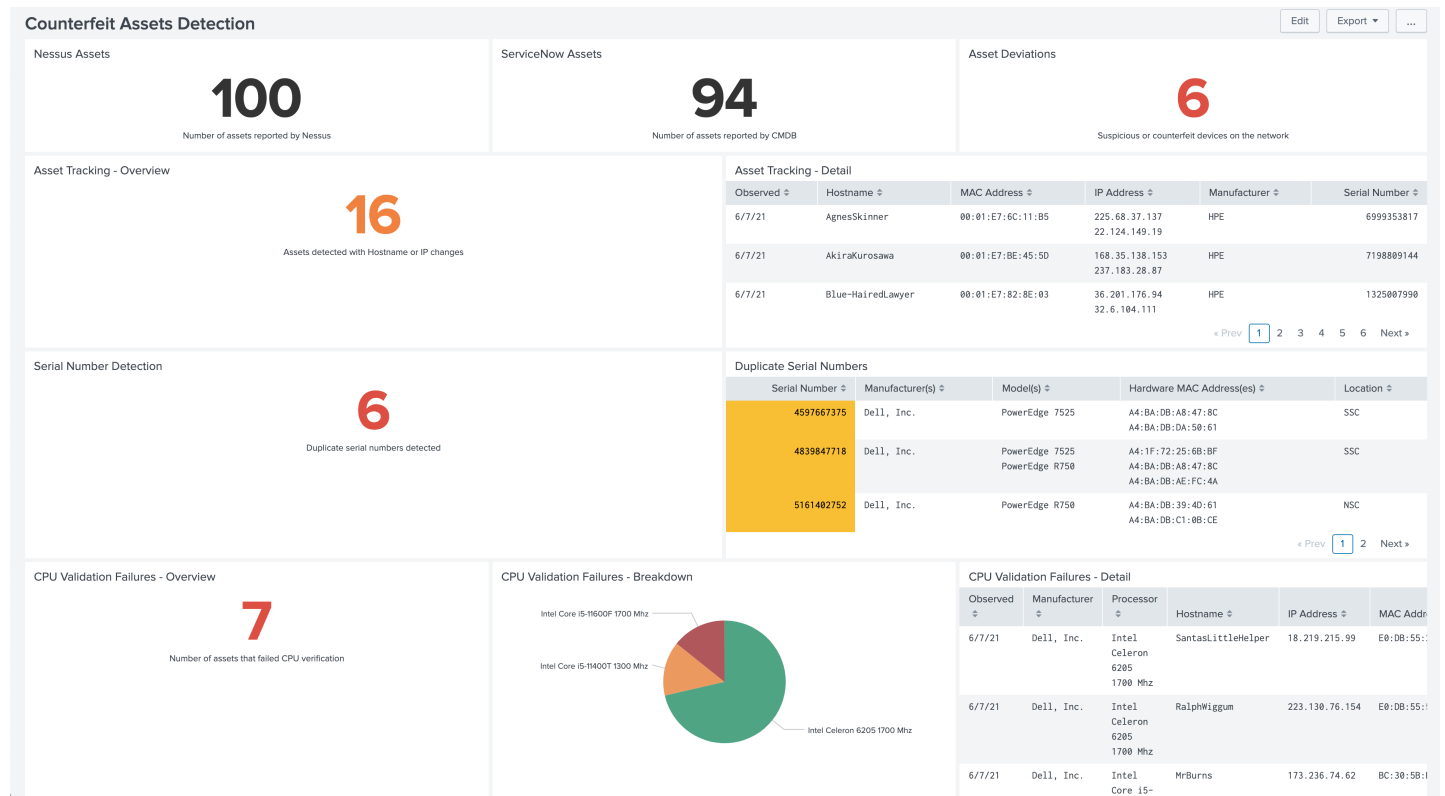 Counterfeit Assets Detection
Edit Export ...
Nessus Assets
100
Number of assets reported by Nessus
ServiceNow Assets
94
Number of assets reported by CMDB
Asset Deviations
6
Suspicious or counterfeit devices on the network
Asset Tracking - Overview
16
Assets detected with Hostname or IP changes
Asset Tracking - Detail
Observed Hostname MAC Address IP Address Manufacturer Serial Number
6/7/21 AgnesSkinner 00:01:E7:6C:11:B5 225.68.37.137 HPE 6999353817
22.124.149.19
6/7/21 AkiraKurosawa 00:01:E7:BE:45:5D 168.35.138.153 HPE 7198809144
237.183.28.87
6/7/21 Blue-HairedLawyer 00:01:E7:82:8E:03 36.201.176.94 HPE 1325007990
32.6.104.111
« Prev 1 2 3 4 5 6 Next »
Serial Number Detection
6
Duplicate serial numbers detected
Duplicate Serial Numbers
Serial Number Manufacturer(s) Model(s) Hardware MAC Address(es) Location
4597667375 Dell, Inc. PowerEdge 7525 A4:BA:DB:A8:47:8C SSC
A4:BA:DB:DA:50:61
4839847718 Dell, Inc. PowerEdge 7525 A4:1F:72:25:6B:BF SSC
PowerEdge R750 A4:BA:DB:A8:47:8C
A4:BA:DB:AE:FC:4A
5161402752 Dell, Inc. PowerEdge R750 A4:BA:DB:39:4D:61 NSC
A4:BA:DB:C1:0B:CE
« Prev 1 2 Next »
CPU Validation Failures - Overview
7
Number of assets that failed CPU verification
CPU Validation Failures - Breakdown
Intel Core i5-11600F 1700 Mhz
Intel Core i5-11400T 1300 Mhz
Intel Celeron 6205 1700 Mhz
CPU Validation Failures - Detail
Observed Manufacturer Processor Hostname IP Address MAC Addr
6/7/21 Dell, Inc. Intel SantasLittleHelper 18.219.215.99 E0:DB:55:
Celeron
6205
1700 Mhz
6/7/21 Dell, Inc. Intel RalphWiggum 223.130.76.154 E0:DB:55:
Celeron
6205
1700 Mhz
6/7/21 Dell, Inc. Intel MrBurns 173.236.74.62 BC:30:5B:
Core i5-